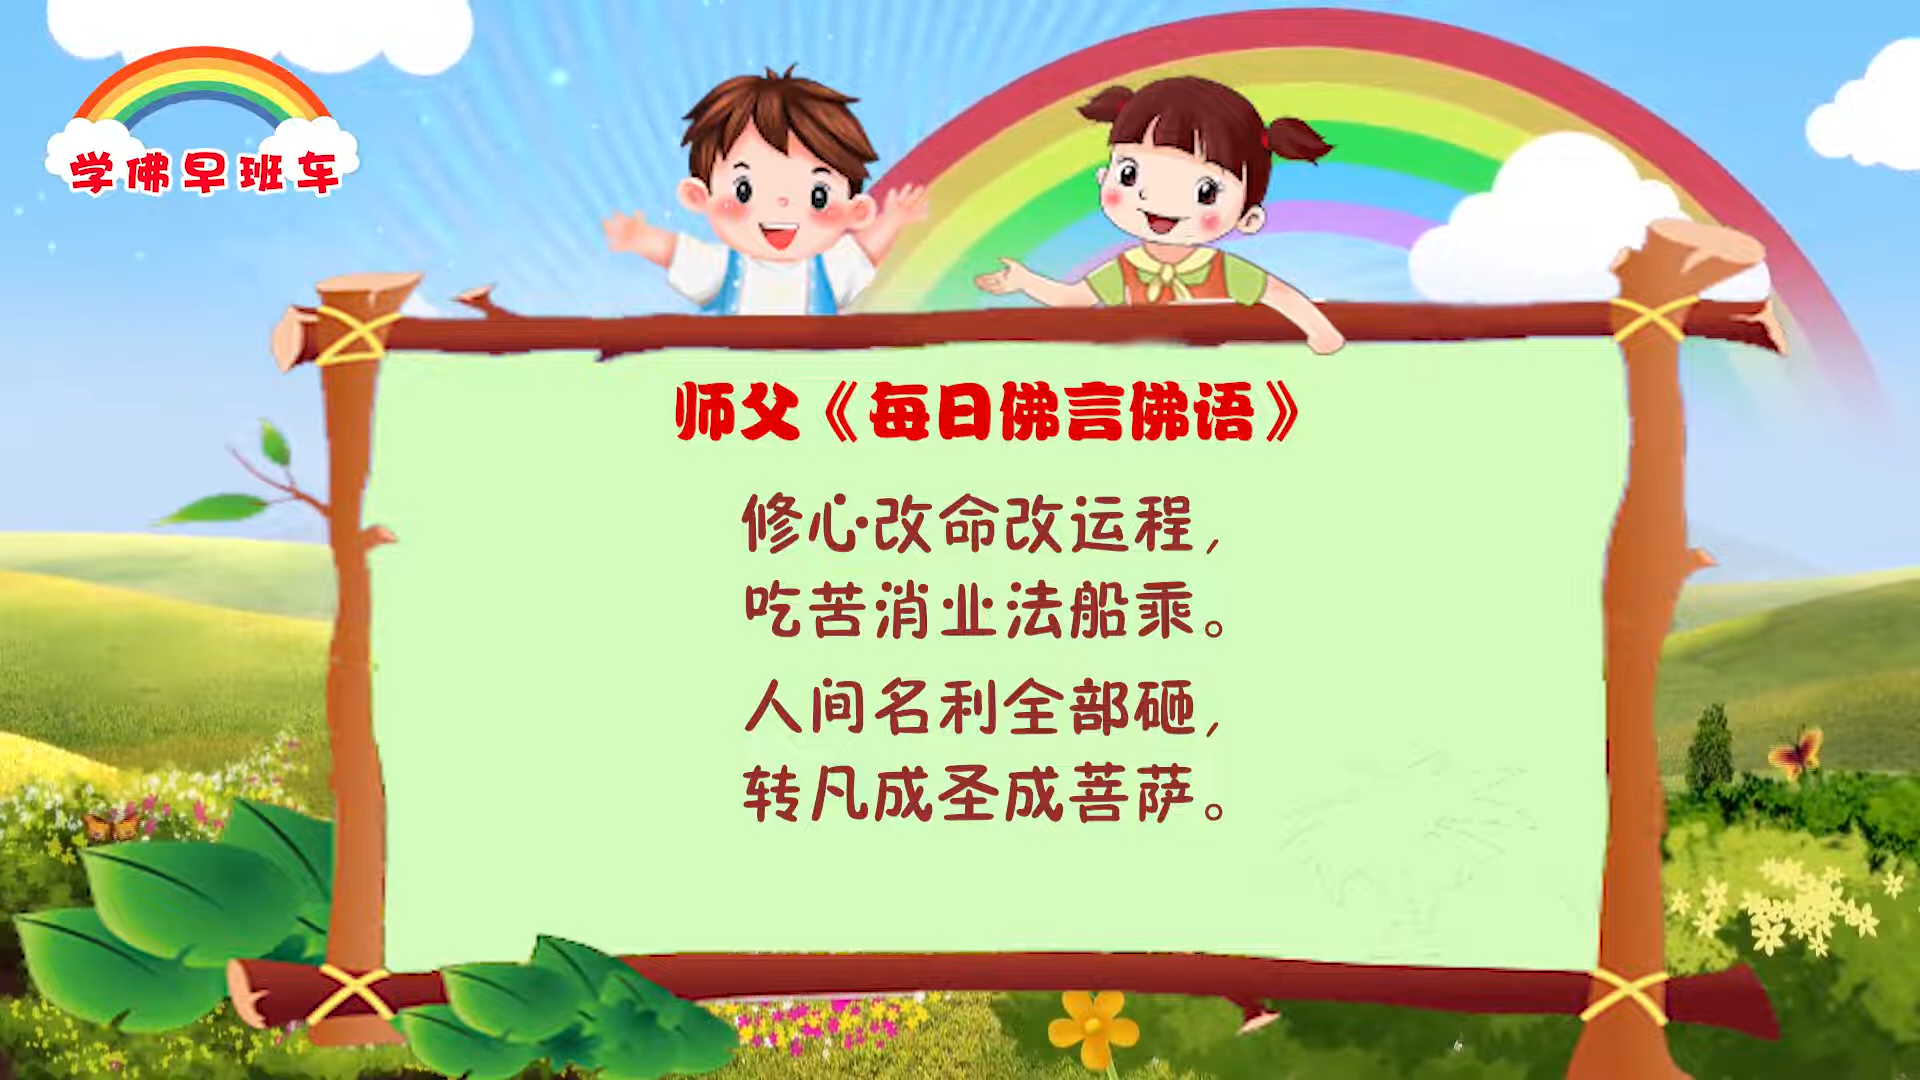 学佛早班车
师父《每日佛言佛语》
修心改命改运程，
吃苦消业法船乘。
人间名利全部砸，
转凡成圣成菩萨。